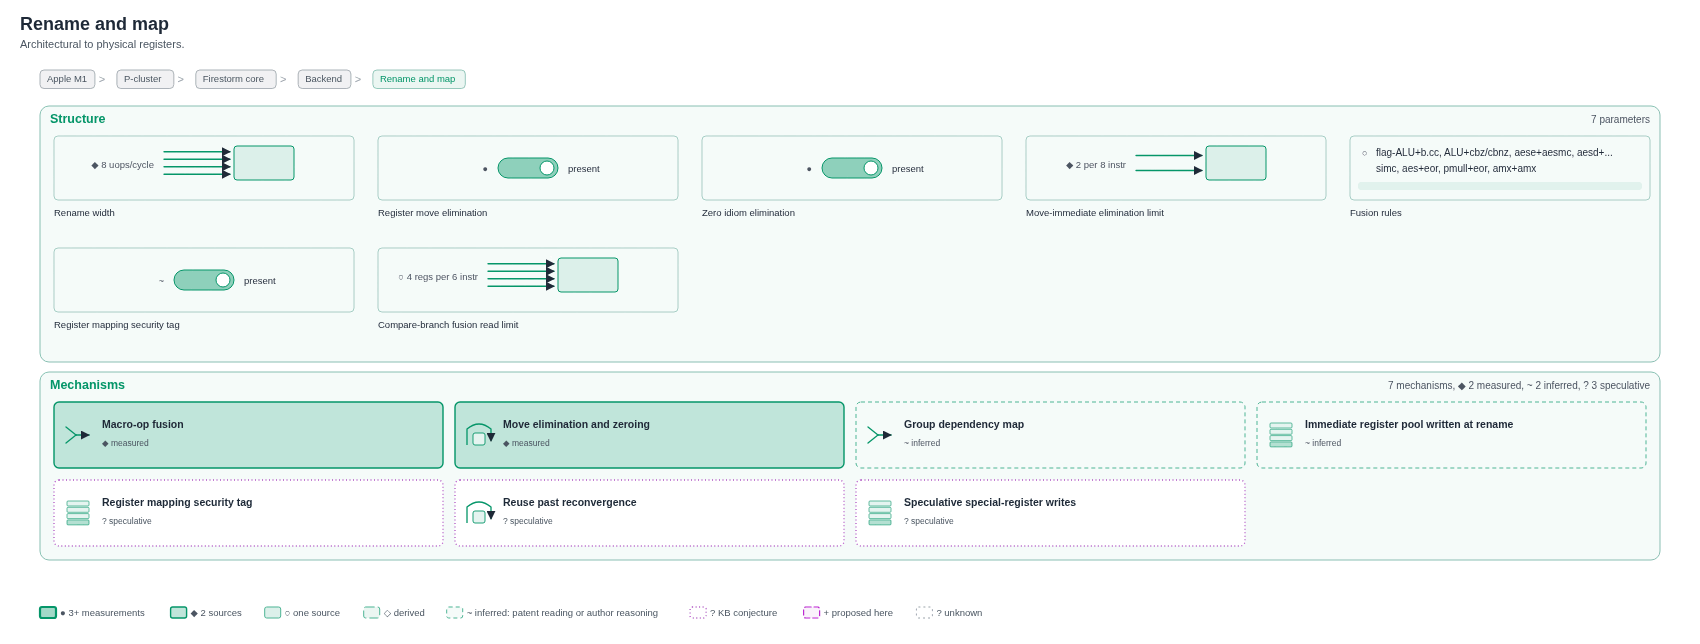 Rename and map
Architectural to physical registers.
Apple M1 > P-cluster > Firestorm core > Backend > Rename and map
Structure
7 parameters
◆ 8 uops/cycle
● present
● present
◆ 2 per 8 instr
○ flag-ALU+b.cc, ALU+cbz/cbnz, aese+aesmc, aesd+...
simc, aes+eor, pmull+eor, amx+amx
Rename width
Register move elimination
Zero idiom elimination
Move-immediate elimination limit
Fusion rules
~ present
○ 4 regs per 6 instr
Register mapping security tag
Compare-branch fusion read limit
Mechanisms
7 mechanisms, ◆ 2 measured, ~ 2 inferred, ? 3 speculative
Macro-op fusion
◆ measured
Move elimination and zeroing
◆ measured
Group dependency map
~ inferred
Immediate register pool written at rename
~ inferred
Register mapping security tag
? speculative
Reuse past reconvergence
? speculative
Speculative special-register writes
? speculative
● 3+ measurements ◆ 2 sources ○ one source ◇ derived ~ inferred: patent reading or author reasoning ? KB conjecture + proposed here ? unknown